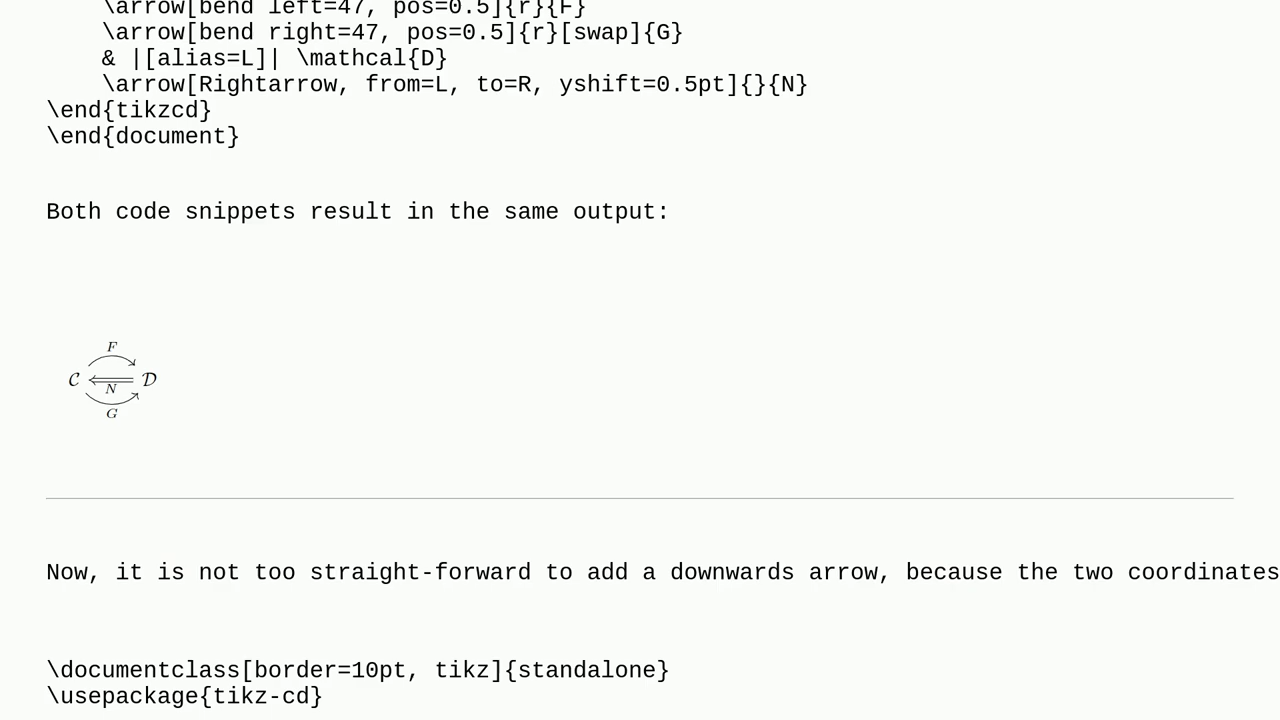 \arrow[bend left=47, pos=0.5]{r}{F}
\arrow[bend right=47, pos=0.5]{r}[swap]{G}
& |[alias=L]| \mathcal{D}
\arrow[Rightarrow, from=L, to=R, yshift=0.5pt]{}{N}
\end{tikzcd}
\end{document}
Both code snippets result in the same output:
F
C D
N
G
Now, it is not too straight-forward to add a downwards arrow, because the two coordinates
\documentclass[border=10pt, tikz]{standalone}
\usepackage{tikz-cd}